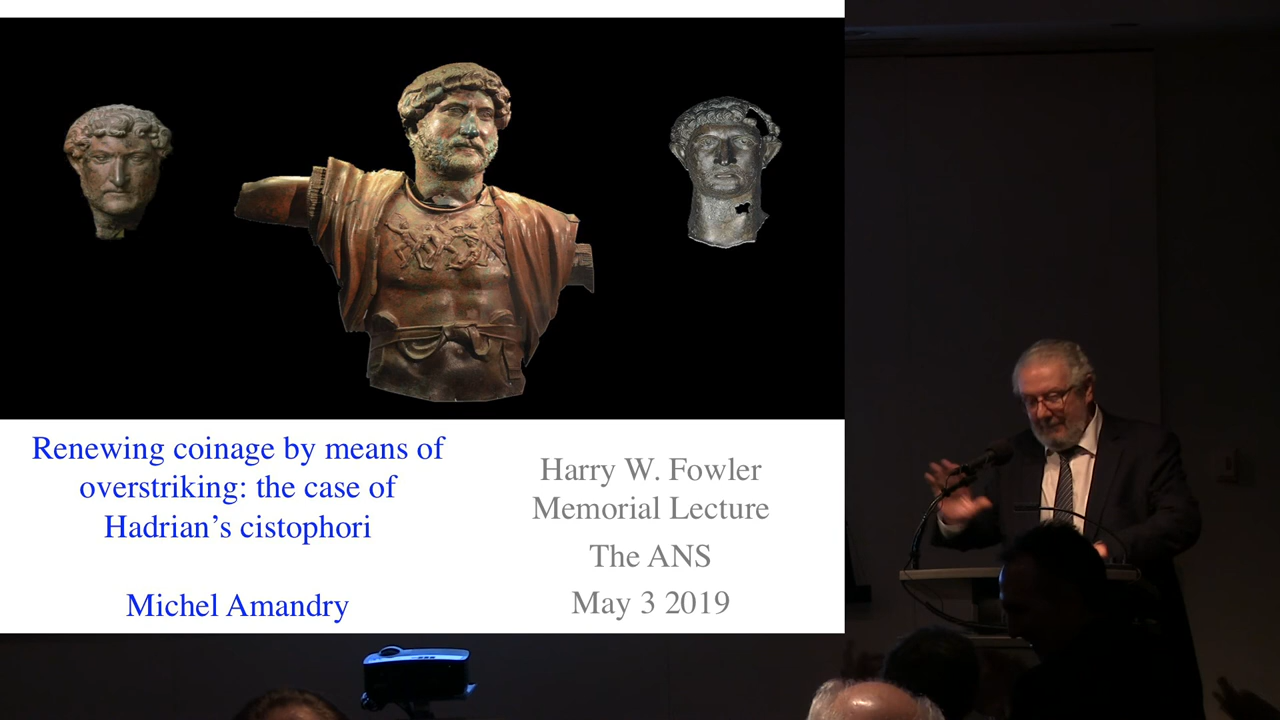 Renewing coinage by means of
overstriking: the case of
Hadrian's cistophori
Michel Amandry
Harry W. Fowler
Memorial Lecture
The ANS
May 3 2019